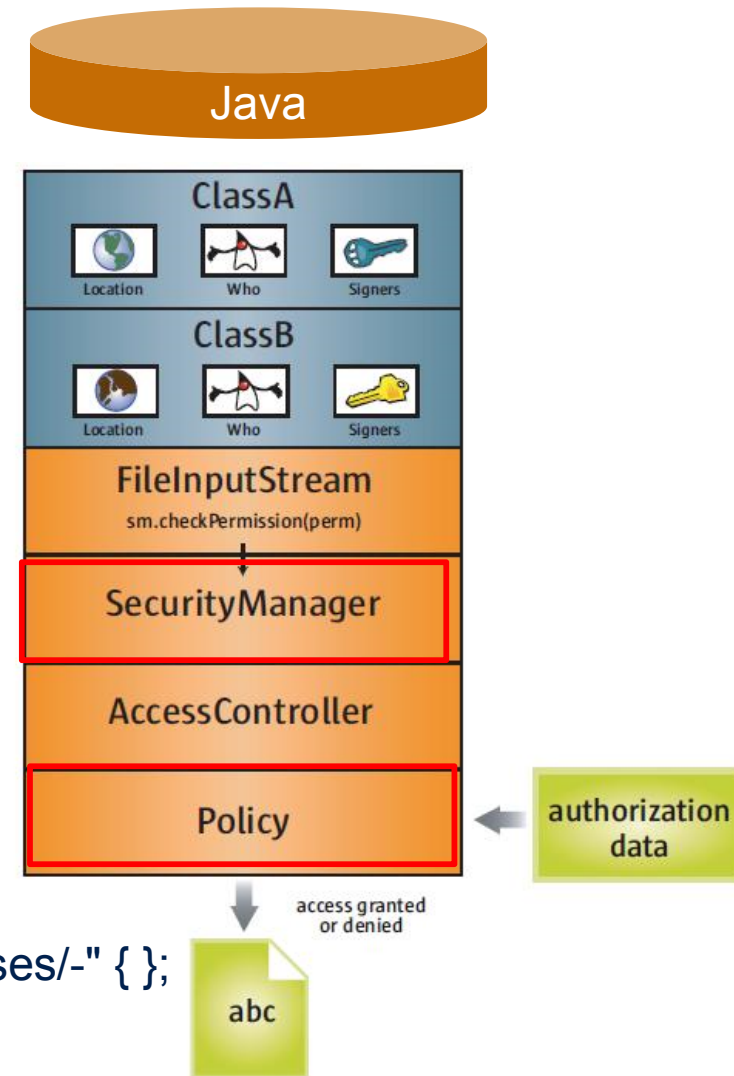 Java
ClassA
Location Who Signers
ClassB
Location Who Signers
FileInputStream
sm.checkPermission(perm)
SecurityManager
AccessController
Policy
authorization
data
access granted
or denied
ses/-" { };
abc